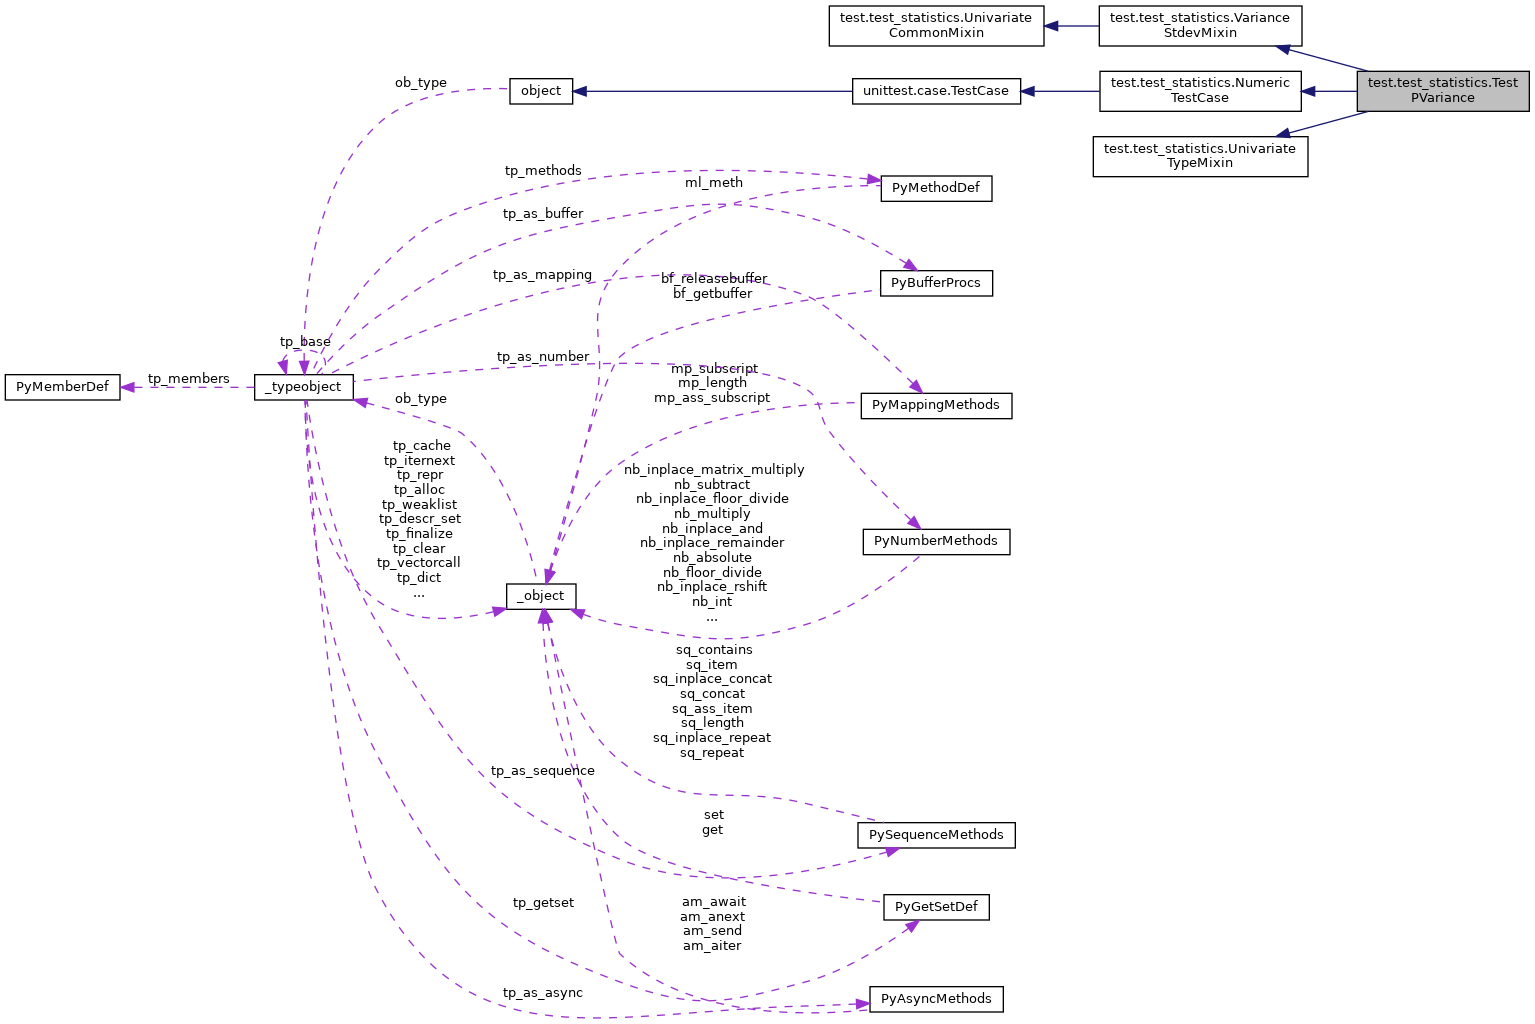 test.test_statistics.Univariate
CommonMixin
test.test_statistics.Variance
StdevMixin
ob_type
object
unittest.case.TestCase
test.test_statistics.Numeric
TestCase
test.test_statistics.Test
PVariance
test.test_statistics.Univariate
TypeMixin
tp_methods
ml_meth
PyMethodDef
tp_as_buffer
tp_as_mapping
bf_releasebuffer
bf_getbuffer
PyBufferProcs
tp_base
tp_as_number
mp_subscript
mp_length
mp_ass_subscript
PyMemberDef
tp_members
_typeobject
ob_type
PyMappingMethods
tp_cache
tp_iternext
tp_repr
tp_alloc
tp_weaklist
tp_descr_set
tp_finalize
tp_clear
tp_vectorcall
tp_dict
...
nb_inplace_matrix_multiply
nb_subtract
nb_inplace_floor_divide
nb_multiply
nb_inplace_and
nb_inplace_remainder
nb_absolute
nb_floor_divide
nb_inplace_rshift
nb_int
...
PyNumberMethods
_object
sq_contains
sq_item
sq_inplace_concat
sq_concat
sq_ass_item
sq_length
sq_inplace_repeat
sq_repeat
tp_as_sequence
set
get
PySequenceMethods
tp_getset
am_await
am_anext
am_send
am_aiter
PyGetSetDef
tp_as_async
PyAsyncMethods